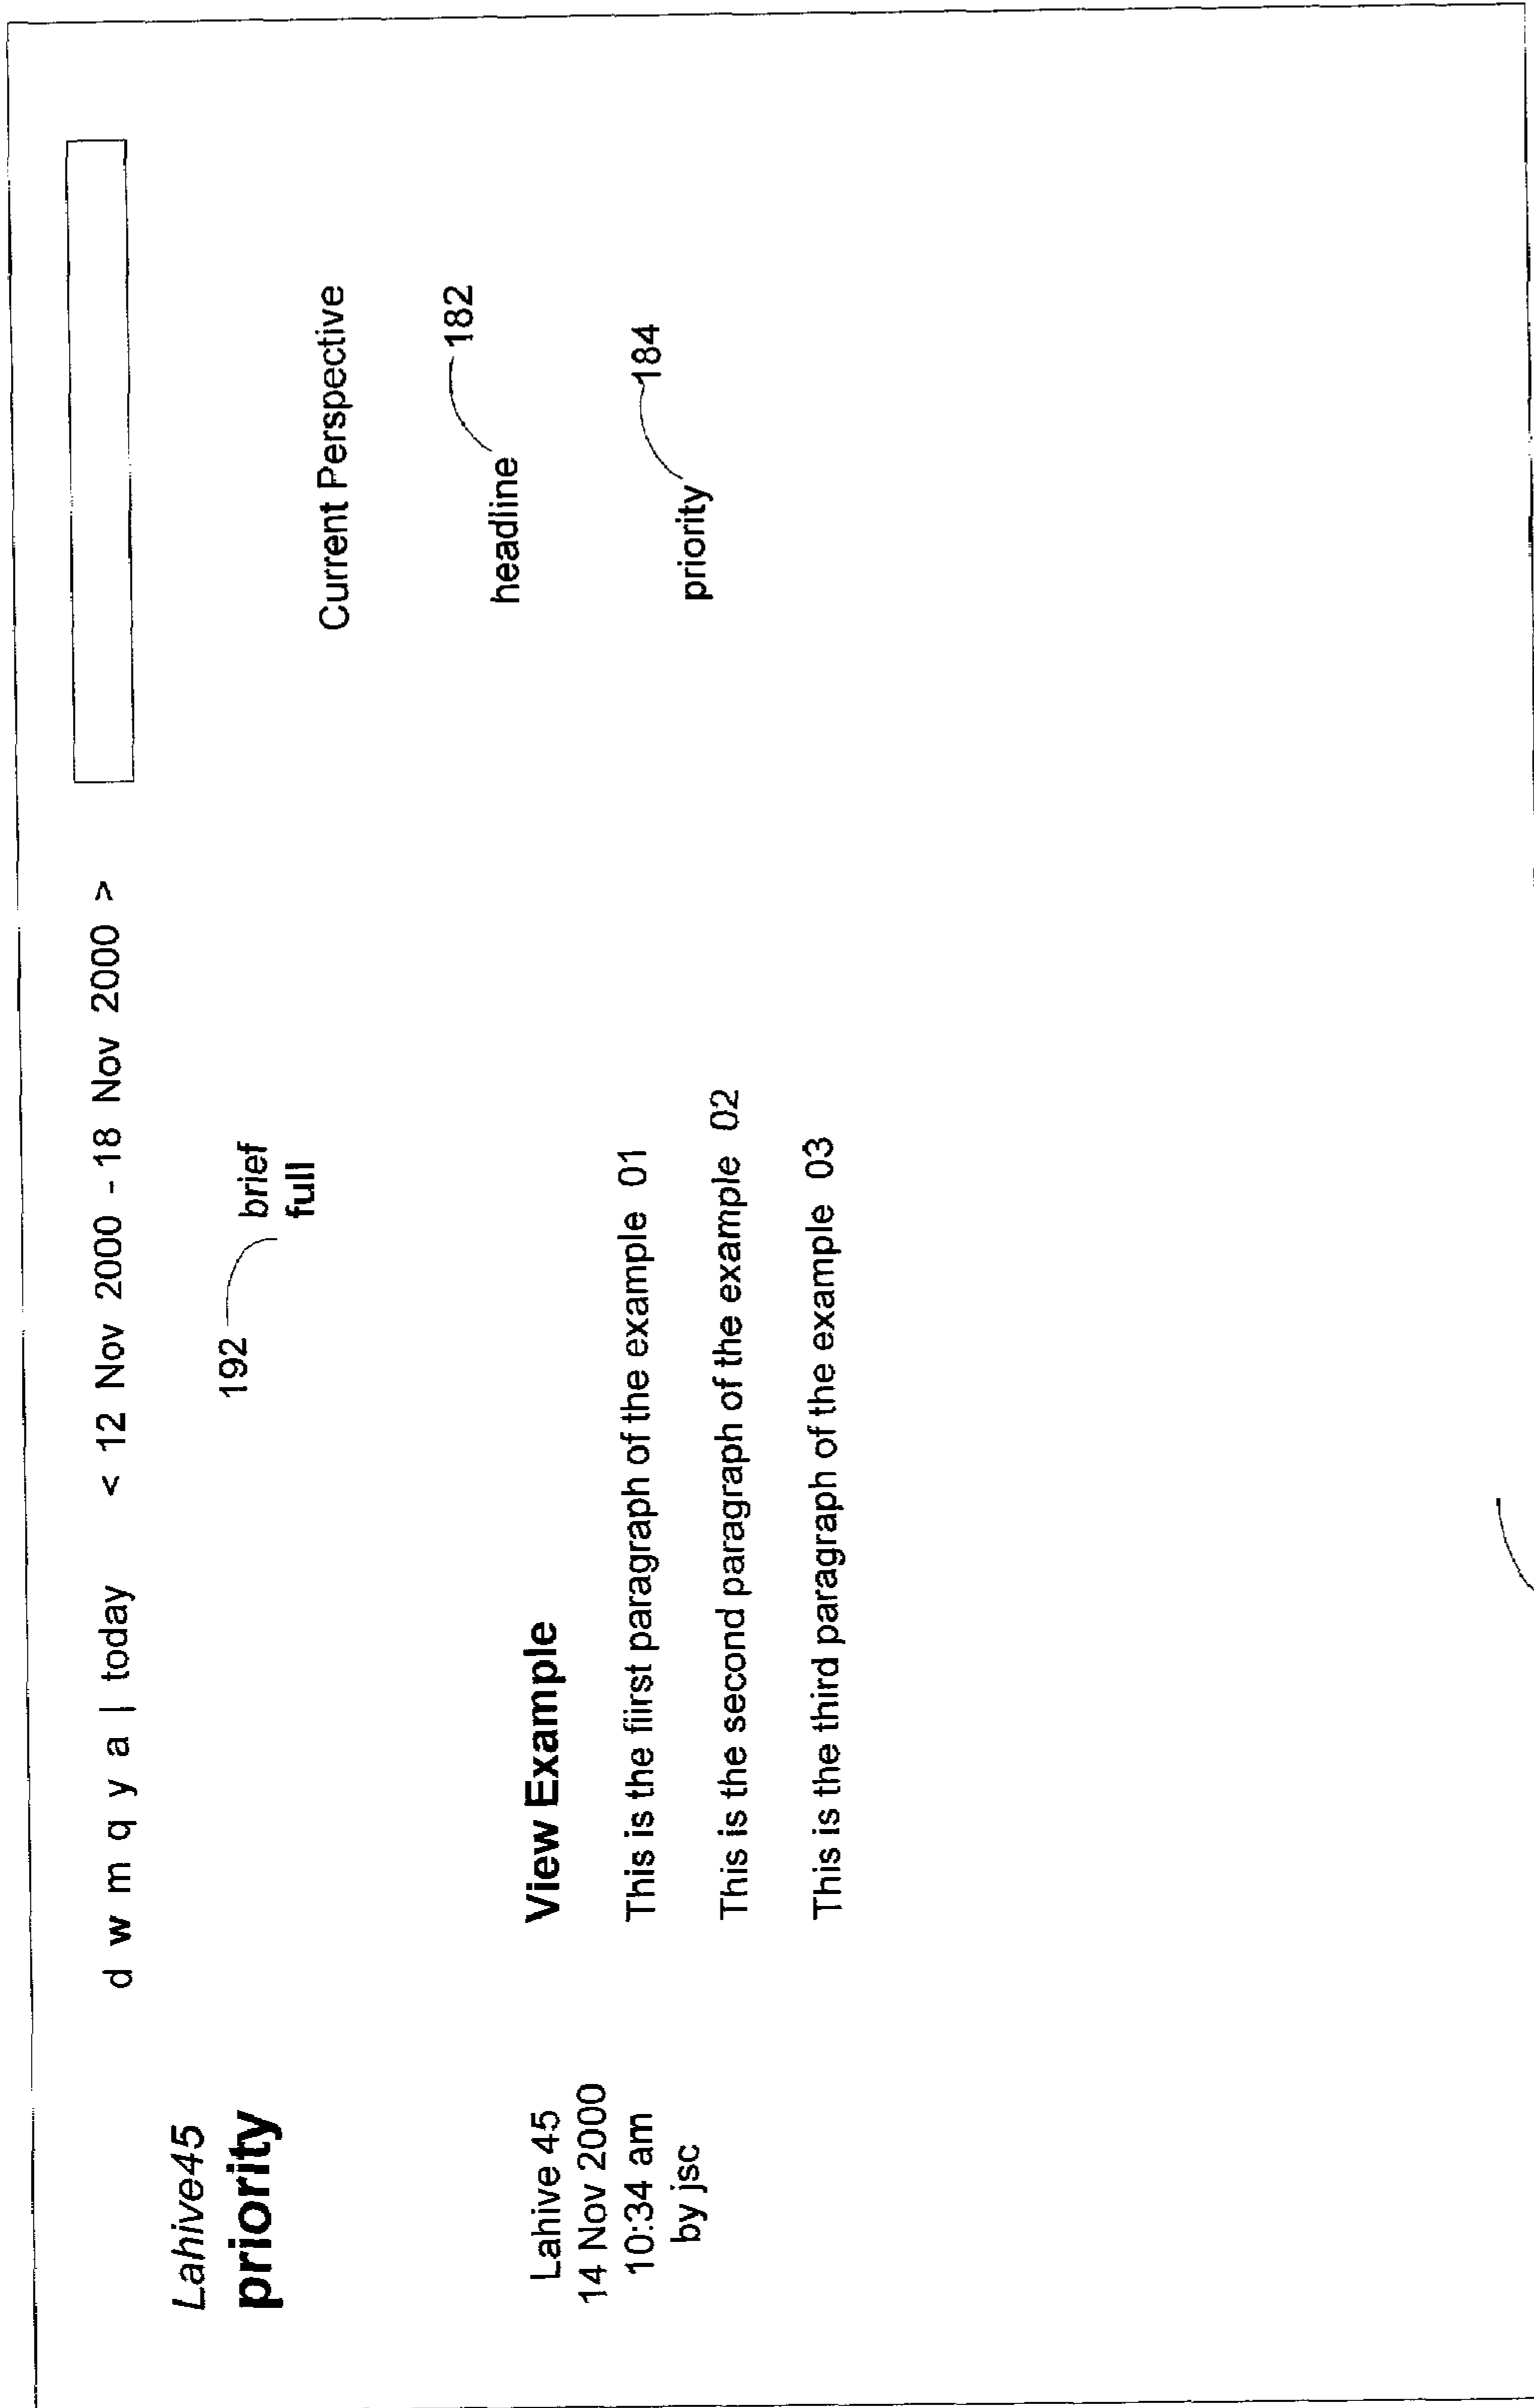 d w m q y a | today < 12 Nov 2000 - 18 Nov 2000 >
Lahive45
priority
192
brief
full
Current Perspective
headline
182
priority
184
Lahive 45
14 Nov 2000
10:34 am
by jsc
View Example
This is the fiirst paragraph of the example 01
This is the second paragraph of the example 02
This is the third paragraph of the example 03